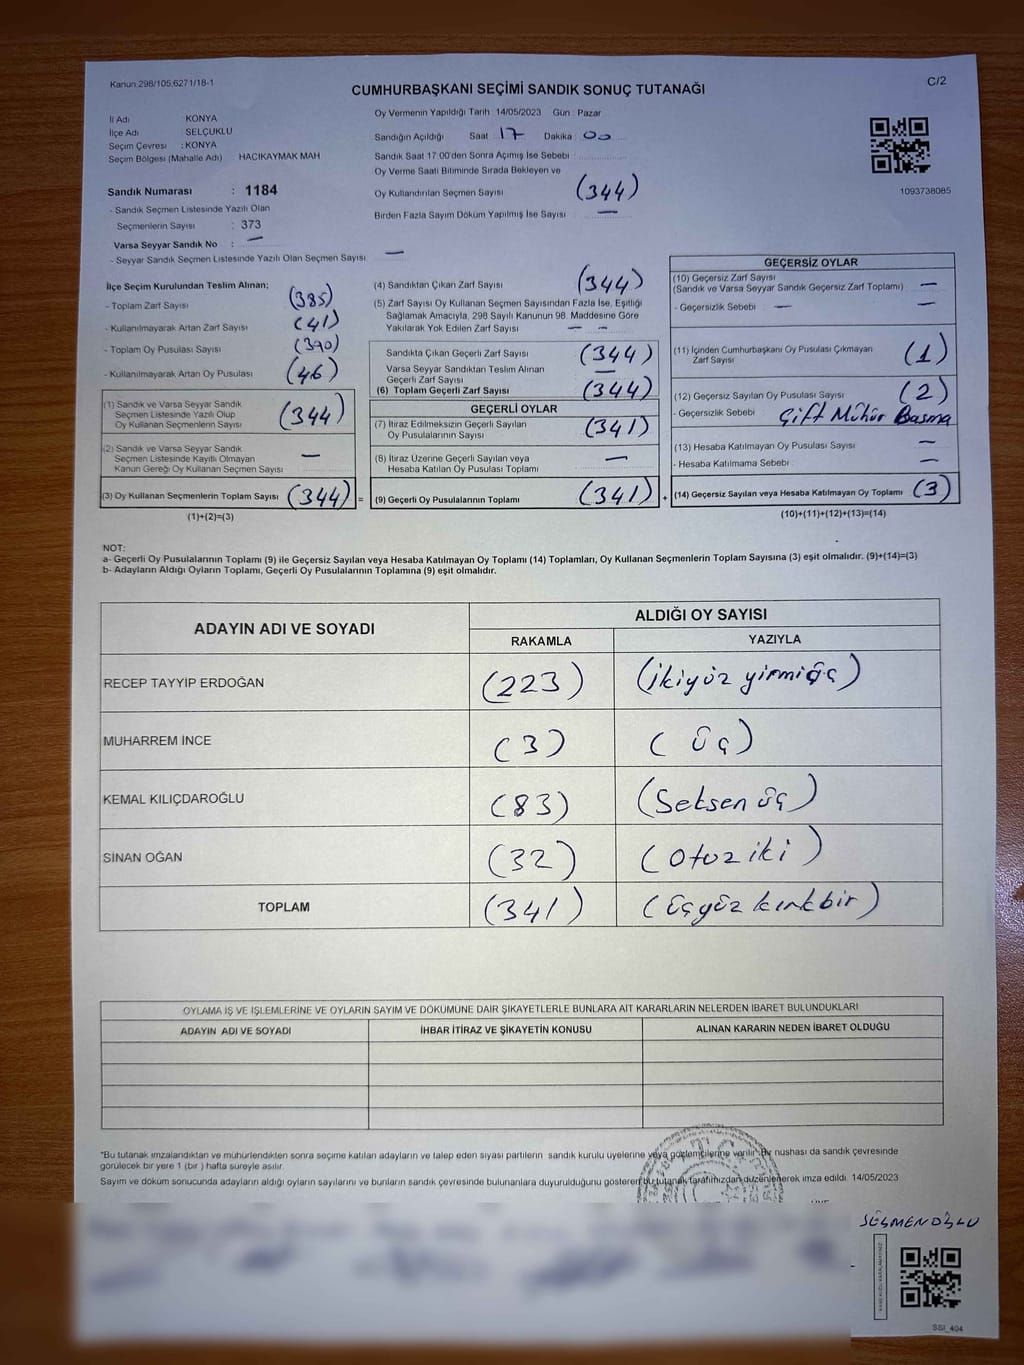 Kanun:298/105,6271/18-1
CUMHURBAŞKANI SEÇİMİ SANDIK SONUÇ TUTANAĞI
C/2
İl Adı KONYA
İlçe Adı SELÇUKLU
Seçim Çevresi : KONYA
Seçim Bölgesi (Mahalle Adı) HACIKAYMAK MAH
Sandık Numarası : 1184
- Sandık Seçmen Listesinde Yazılı Olan
Seçmenlerin Sayısı : 373
Varsa Seyyar Sandık No : —
- Seyyar Sandık Seçmen Listesinde Yazılı Olan Seçmen Sayısı —
Oy Vermenin Yapıldığı Tarih 14/05/2023 Gün : Pazar
Sandığın Açıldığı Saat 17 Dakika 00
Sandık Saat 17:00'den Sonra Açımış İse Sebebi
Oy Verme Saati Bitiminde Sırada Bekleyen ve
Oy Kullandırılan Seçmen Sayısı (344)
Birden Fazla Sayım Döküm Yapılmış İse Sayısı —
1093738085
İlçe Seçim Kurulundan Teslim Alınan;
- Toplam Zarf Sayısı (385)
- Kullanılmayarak Artan Zarf Sayısı (41)
- Toplam Oy Pusulası Sayısı (390)
- Kullanılmayarak Artan Oy Pusulası (46)
(1) Sandık ve Varsa Seyyar Sandık
Seçmen Listesinde Yazılı Olup
Oy Kullanan Seçmenlerin Sayısı (344)
(2) Sandık ve Varsa Seyyar Sandık
Seçmen Listesinde Kayıtlı Olmayan
Kanun Gereği Oy Kullanan Seçmen Sayısı —
(3) Oy Kullanan Seçmenlerin Toplam Sayısı (344) =
(1)+(2)=(3)
(4) Sandıktan Çıkan Zarf Sayısı (344)
(5) Zarf Sayısı Oy Kullanan Seçmen Sayısından Fazla İse, Eşitliği
Sağlamak Amacıyla, 298 Sayılı Kanunun 98. Maddesine Göre
Yakılarak Yok Edilen Zarf Sayısı — —
Sandıkta Çıkan Geçerli Zarf Sayısı (344)
Varsa Seyyar Sandıktan Teslim Alınan
Geçerli Zarf Sayısı —
(6) Toplam Geçerli Zarf Sayısı (344)
GEÇERLİ OYLAR
(7) İtiraz Edilmeksizin Geçerli Sayılan
Oy Pusulalarının Sayısı (341)
(8) İtiraz Üzerine Geçerli Sayılan veya
Hesaba Katılan Oy Pusulası Toplamı —
(9) Geçerli Oy Pusulalarının Toplamı (341) +
GEÇERSİZ OYLAR
(10) Geçersiz Zarf Sayısı
(Sandık ve Varsa Seyyar Sandık Geçersiz Zarf Toplamı) —
- Geçersizlik Sebebi — —
(11) İçinden Cumhurbaşkanı Oy Pusulası Çıkmayan
Zarf Sayısı (1)
(12) Geçersiz Sayılan Oy Pusulası Sayısı (2)
- Geçersizlik Sebebi Çift Mühür Basma
(13) Hesaba Katılmayan Oy Pusulası Sayısı —
- Hesaba Katılmama Sebebi —
(14) Geçersiz Sayılan veya Hesaba Katılmayan Oy Toplamı (3)
(10)+(11)+(12)+(13)=(14)
NOT:
a- Geçerli Oy Pusulalarının Toplamı (9) ile Geçersiz Sayılan veya Hesaba Katılmayan Oy Toplamı (14) Toplamları, Oy Kullanan Seçmenlerin Toplam Sayısına (3) eşit olmalıdır. (9)+(14)=(3)
b- Adayların Aldığı Oyların Toplamı, Geçerli Oy Pusulalarının Toplamına (9) eşit olmalıdır.
ADAYIN ADI VE SOYADI
ALDIĞI OY SAYISI
RAKAMLA YAZIYLA
RECEP TAYYİP ERDOĞAN (223) (ikiyüz yirmiüç)
MUHARREM İNCE (3) (üç)
KEMAL KILIÇDAROĞLU (83) (Seksen üç)
SİNAN OĞAN (32) (otuz iki)
TOPLAM (341) (üçyüz kırkbir)
OYLAMA İŞ VE İŞLEMLERİNE VE OYLARIN SAYIM VE DÖKÜMÜNE DAİR ŞİKAYETLERLE BUNLARA AİT KARARLARIN NELERDEN İBARET BULUNDUKLARI
ADAYIN ADI VE SOYADI İHBAR İTİRAZ VE ŞİKAYETİN KONUSU ALINAN KARARIN NEDEN İBARET OLDUĞU
*Bu tutanak imzalandıktan ve mühürlendikten sonra seçime katılan adayların ve talep eden siyasi partilerin sandık kurulu üyelerine veya gözlemcilerine verilir. Bir nüshası da sandık çevresinde
görülecek bir yere 1 (bir) hafta süreyle asılır.
Sayım ve döküm sonucunda adayların aldığı oyların sayılarını ve bunların sandık çevresinde bulunanlara duyurulduğunu gösteren bu tutanak tarafımızdan düzenlenerek imza edildi. 14/05/2023
SEÇMENOĞLU
SSI_404